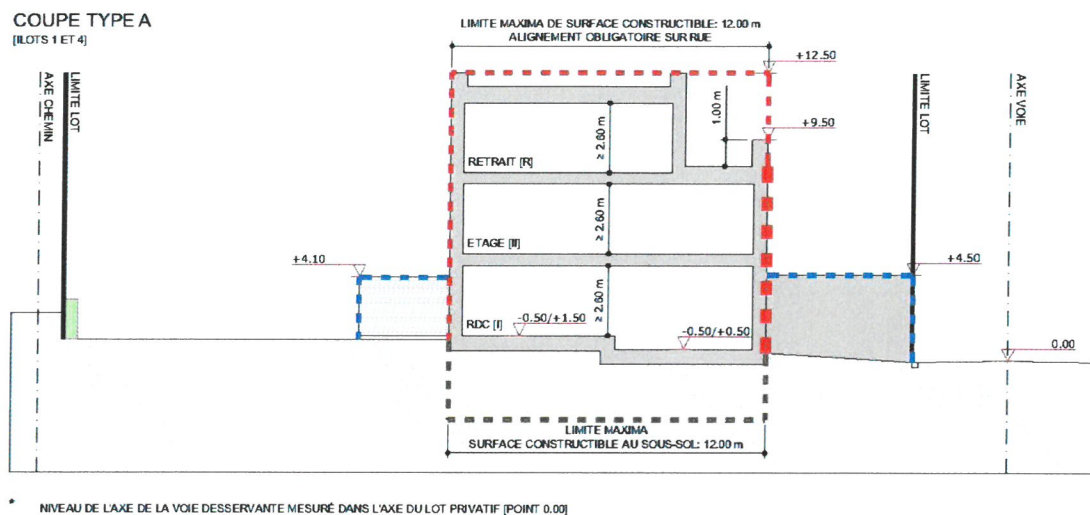 COUPE TYPE A
[ILOTS 1 ET 4]
LIMITE MAXIMA DE SURFACE CONSTRUCTIBLE: 12.00 m
ALIGNEMENT OBLIGATOIRE SUR RUE
+12.50
AXE CHEMIN
LIMITE LOT
LIMITE LOT
AXE VOIE
1.00 m
+9.50
≥ 2.60 m
RETRAIT [R]
≥ 2.60 m
ETAGE [II]
+4.10
+4.50
≥ 2.60 m
RDC [I]
-0.50/+1.50
-0.50/+0.50
0.00
LIMITE MAXIMA
SURFACE CONSTRUCTIBLE AU SOUS-SOL: 12.00 m
* NIVEAU DE L'AXE DE LA VOIE DESSERVANTE MESURÉ DANS L'AXE DU LOT PRIVATIF [POINT 0.00]